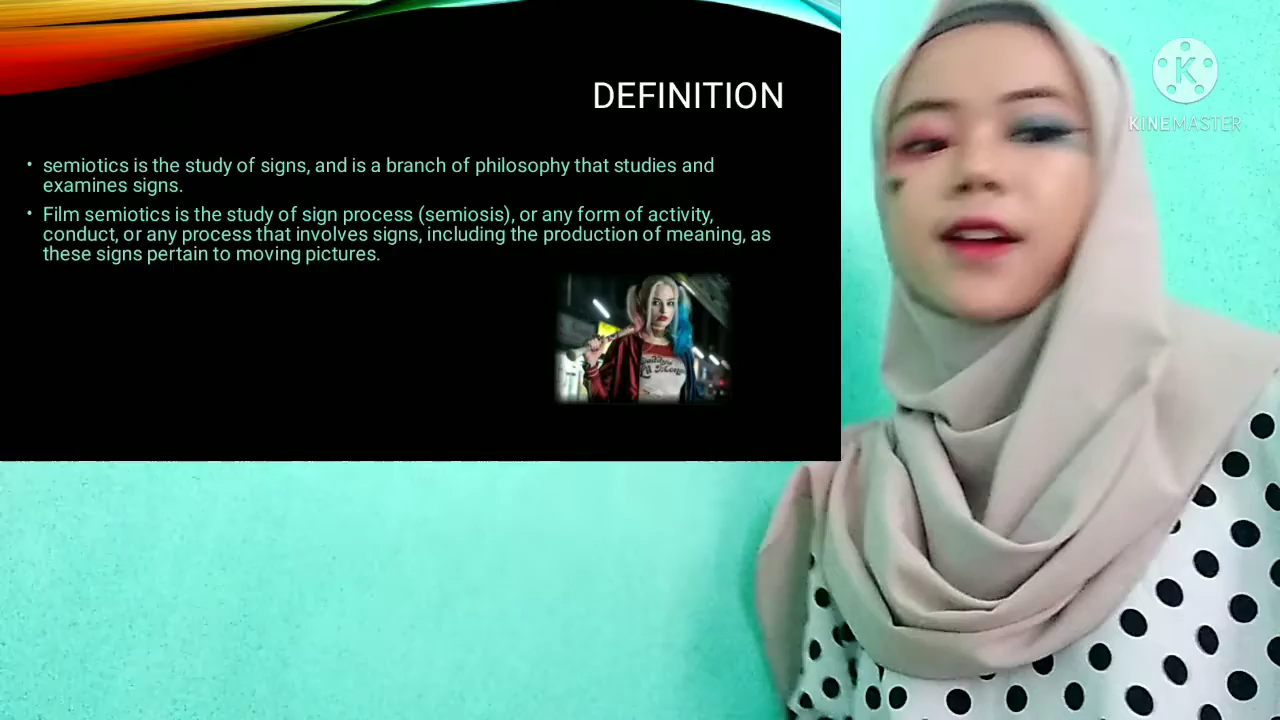 DEFINITION
• semiotics is the study of signs, and is a branch of philosophy that studies and
examines signs.
• Film semiotics is the study of sign process (semiosis), or any form of activity,
conduct, or any process that involves signs, including the production of meaning, as
these signs pertain to moving pictures.
K
KINEMASTER